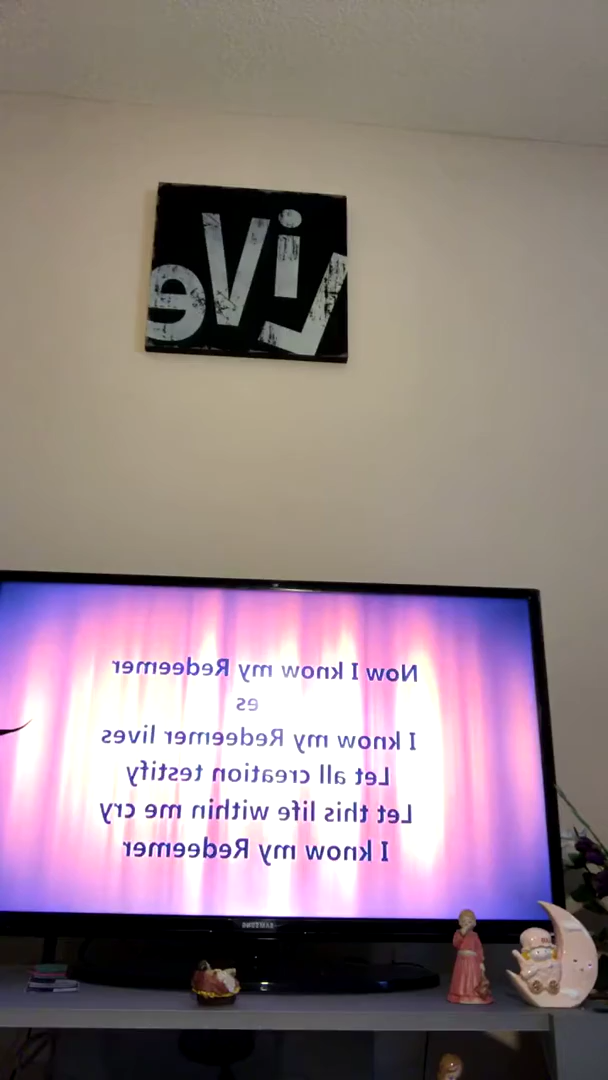 Live
Now I know my Redeemer
es
I know my Redeemer lives
Let all creation testify
Let this life within me cry
I know my Redeemer
SAMSUNG